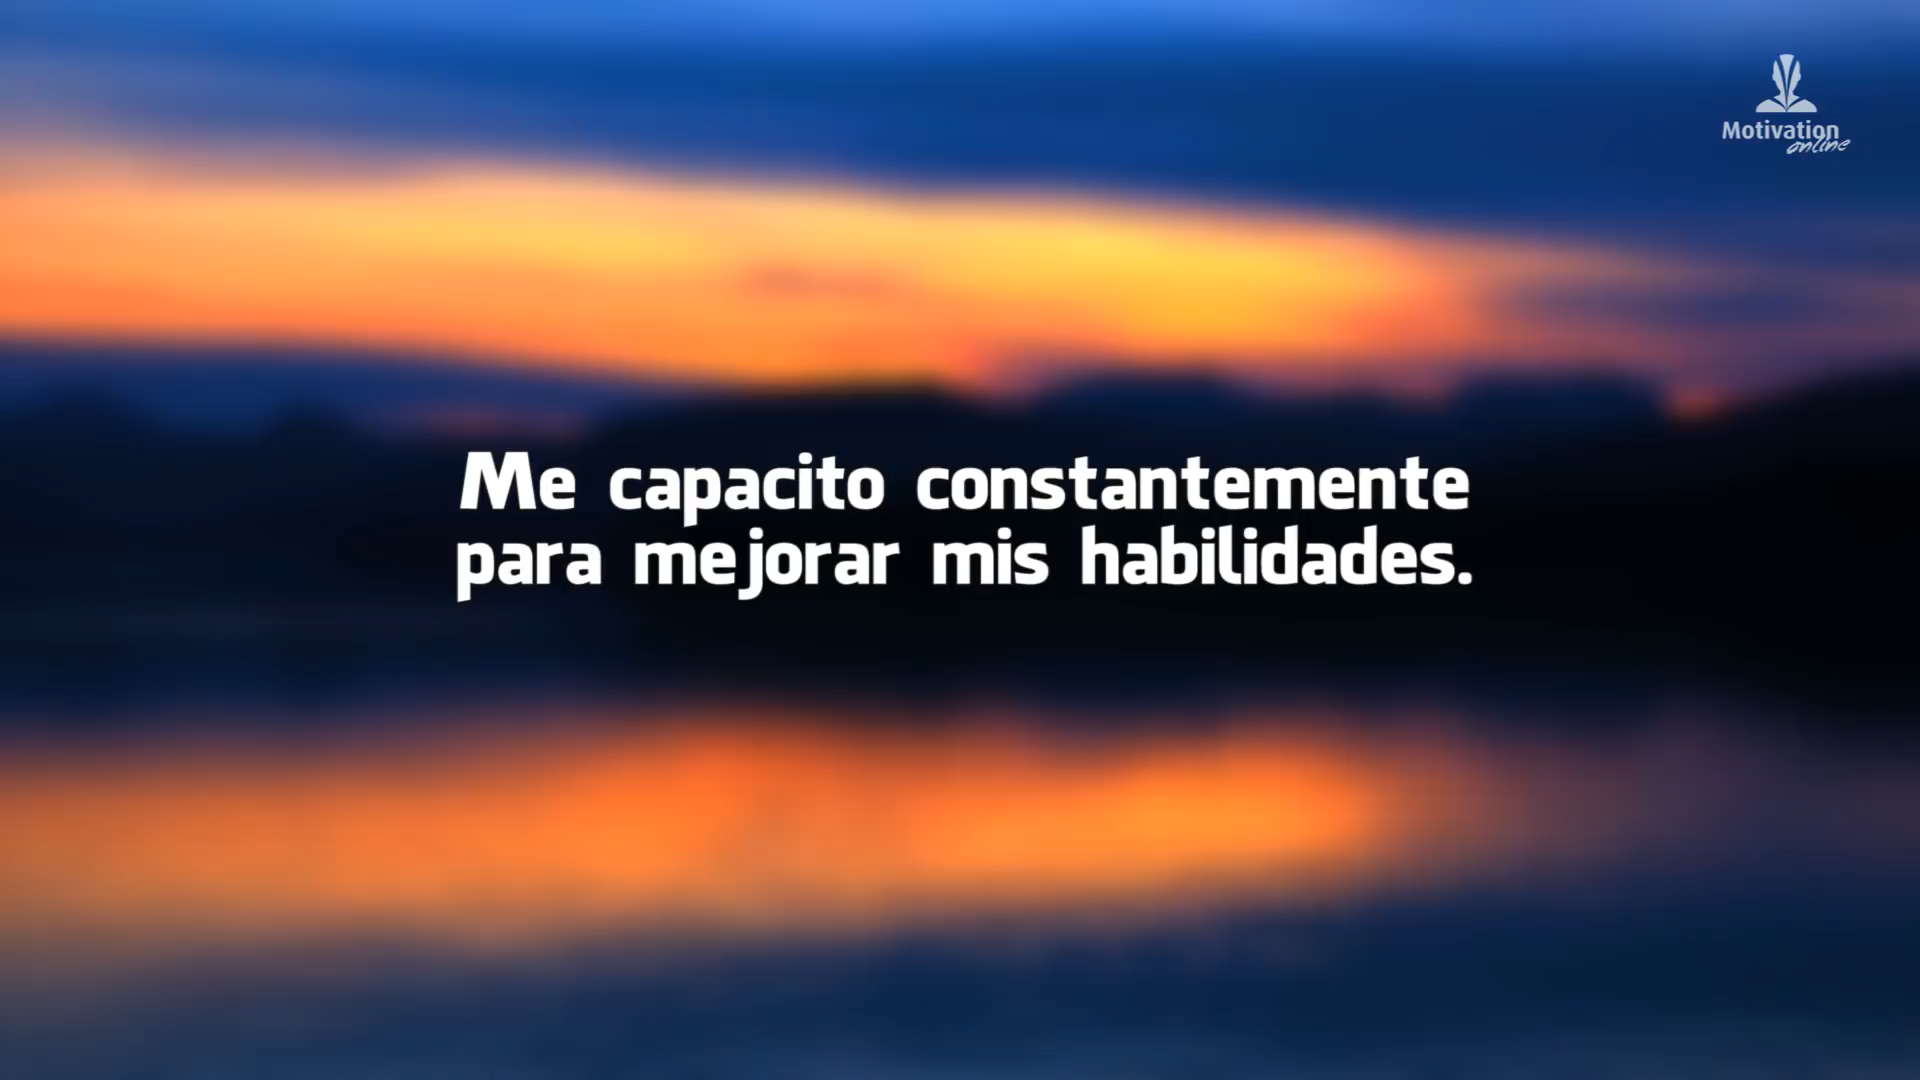 Motivation
online
Me capacito constantemente
para mejorar mis habilidades.